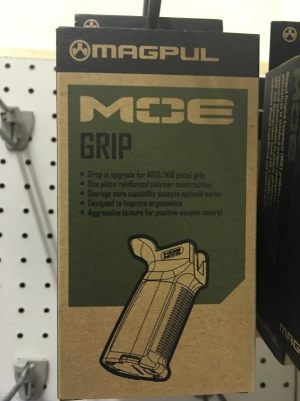 MAGPUL
MOE
GRIP
• Drop in upgrade for AR15/M16 pistol grip
• One piece reinforced polymer construction
• Storage core capability accepts optional cores
• Designed to improve ergonomics
• Aggressive texture for positive weapon control